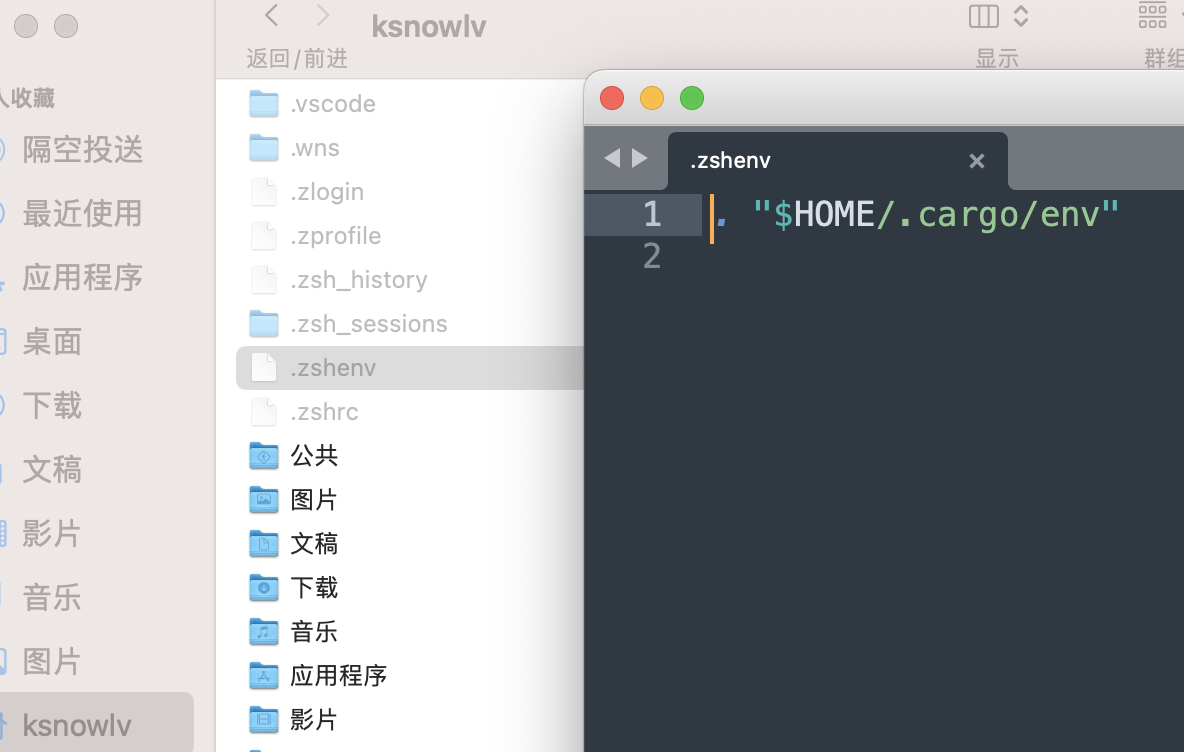 ksnowlv
返回/前进
显示
群组
人收藏
隔空投送
最近使用
应用程序
桌面
下载
文稿
影片
音乐
图片
ksnowlv
.vscode
.wns
.zlogin
.zprofile
.zsh_history
.zsh_sessions
.zshenv
.zshrc
公共
图片
文稿
下载
音乐
应用程序
影片
.zshenv
1 . "$HOME/.cargo/env"
2